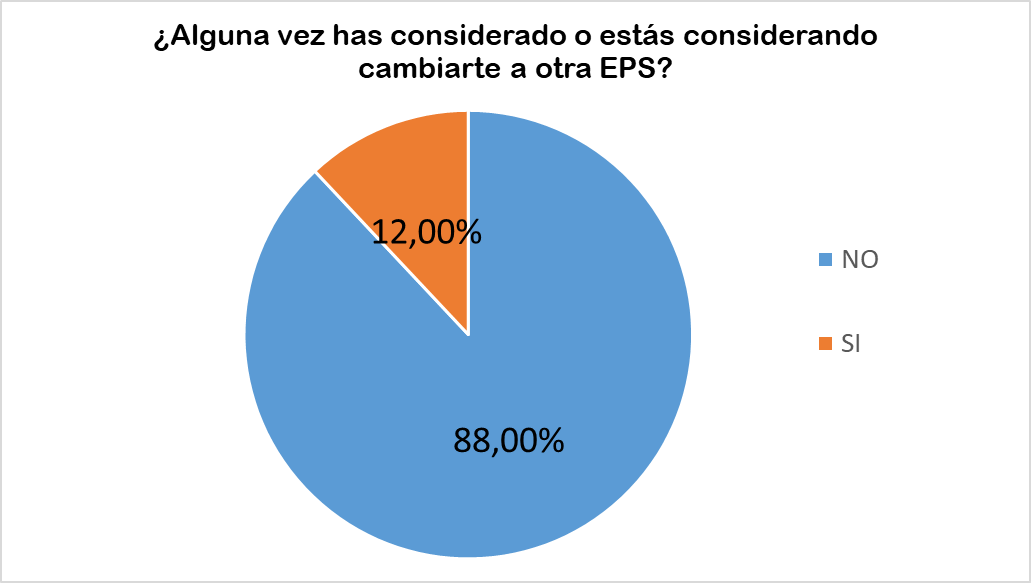 ¿Alguna vez has considerado o estás considerando
cambiarte a otra EPS?
12,00%
88,00%
NO
SI